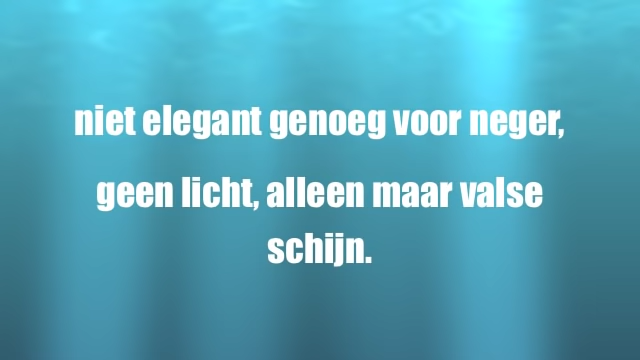 niet elegant genoeg voor neger,
geen licht, alleen maar valse
schijn.